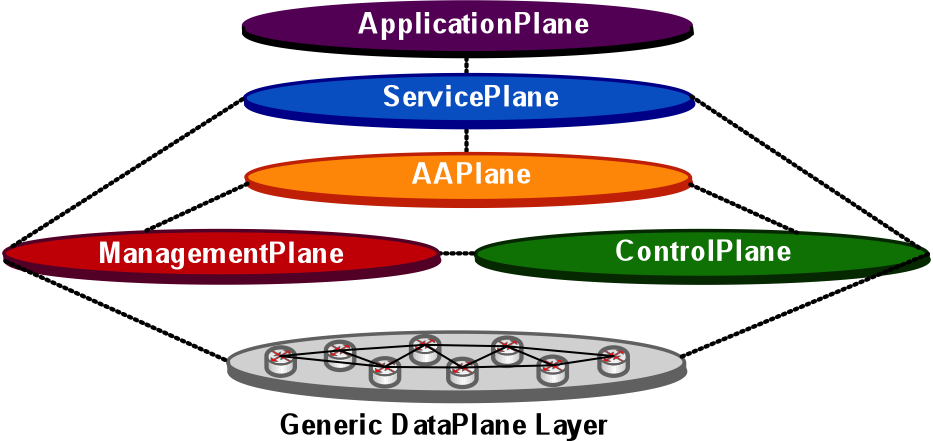 ApplicationPlane
ServicePlane
AAPlane
ManagementPlane
ControlPlane
Generic DataPlane Layer